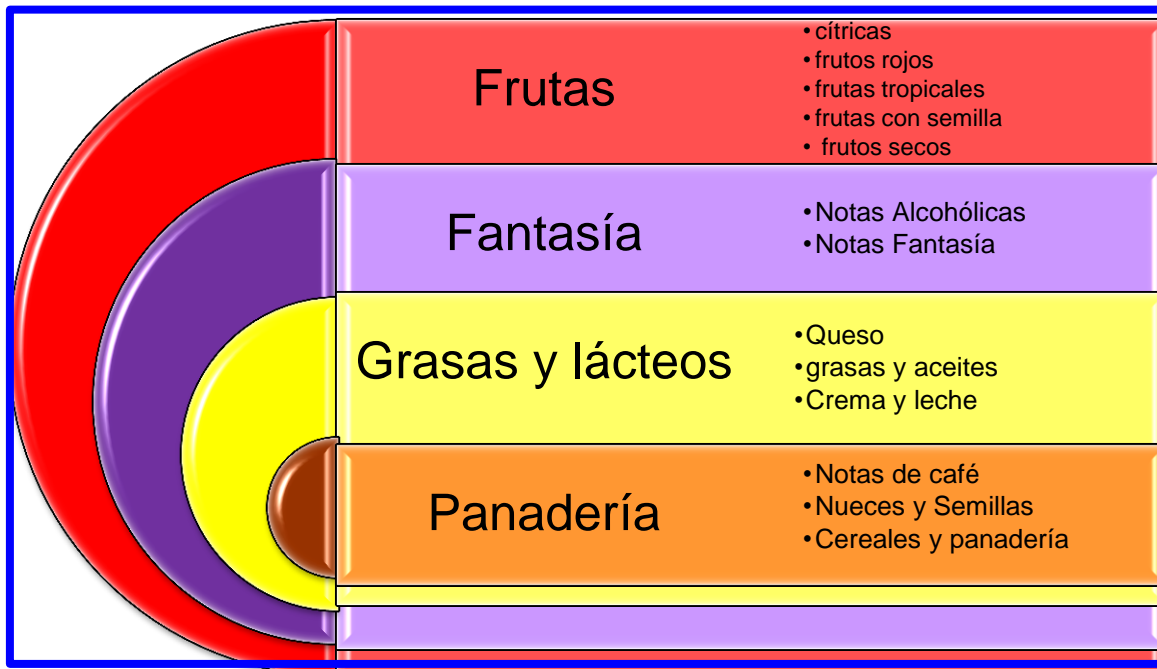 Frutas
•cítricas
•frutos rojos
•frutas tropicales
•frutas con semilla
• frutos secos
Fantasía
•Notas Alcohólicas
•Notas Fantasía
Grasas y lácteos
•Queso
•grasas y aceites
•Crema y leche
Panadería
•Notas de café
•Nueces y Semillas
•Cereales y panadería